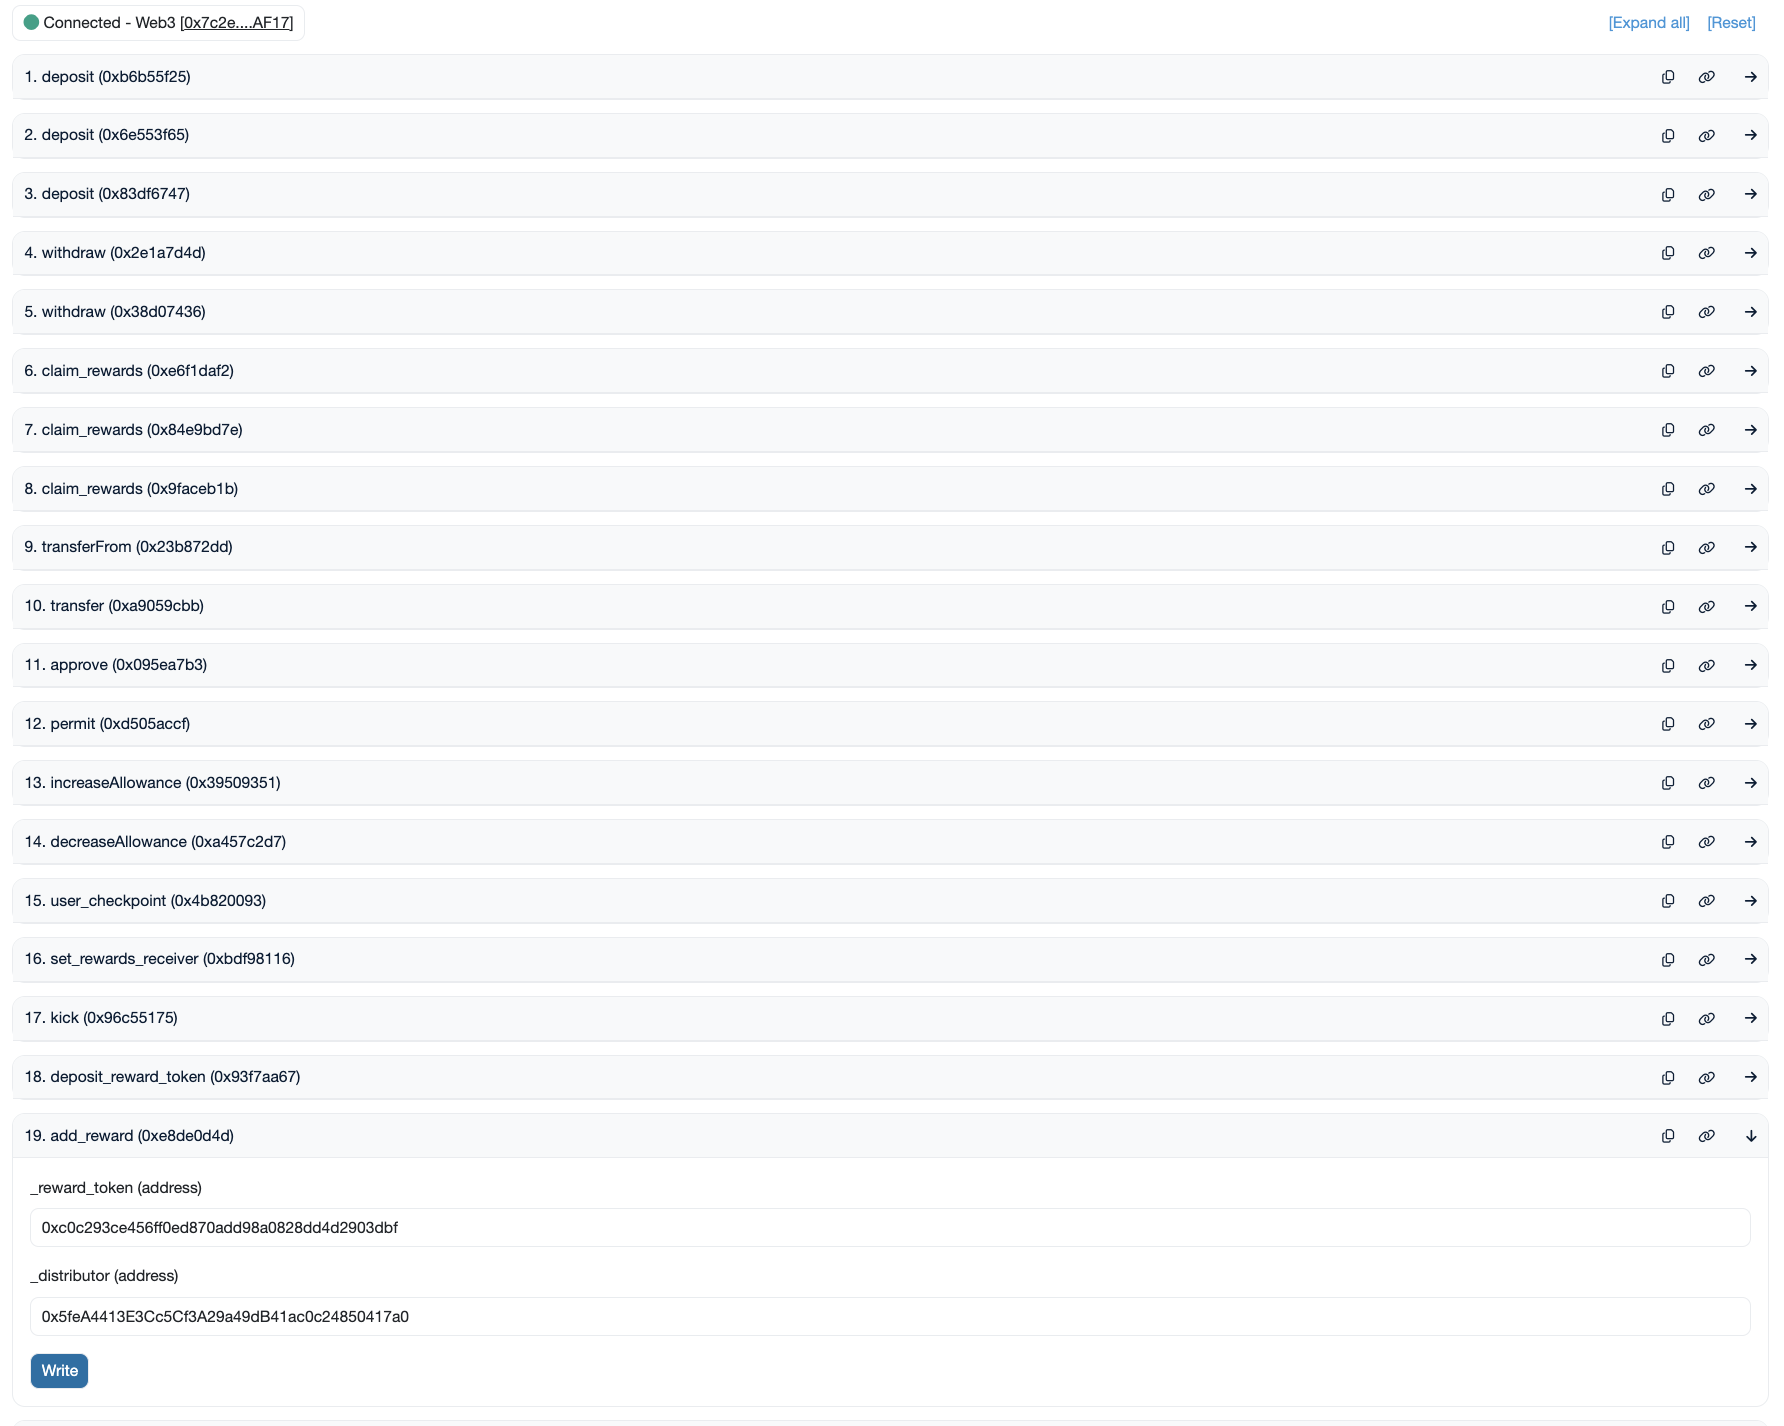 Connected - Web3 [0x7c2e....AF17]
[Expand all] [Reset]
1. deposit (0xb6b55f25)
2. deposit (0x6e553f65)
3. deposit (0x83df6747)
4. withdraw (0x2e1a7d4d)
5. withdraw (0x38d07436)
6. claim_rewards (0xe6f1daf2)
7. claim_rewards (0x84e9bd7e)
8. claim_rewards (0x9faceb1b)
9. transferFrom (0x23b872dd)
10. transfer (0xa9059cbb)
11. approve (0x095ea7b3)
12. permit (0xd505accf)
13. increaseAllowance (0x39509351)
14. decreaseAllowance (0xa457c2d7)
15. user_checkpoint (0x4b820093)
16. set_rewards_receiver (0xbdf98116)
17. kick (0x96c55175)
18. deposit_reward_token (0x93f7aa67)
19. add_reward (0xe8de0d4d)
_reward_token (address)
0xc0c293ce456ff0ed870add98a0828dd4d2903dbf
_distributor (address)
0x5feA4413E3Cc5Cf3A29a49dB41ac0c24850417a0
Write